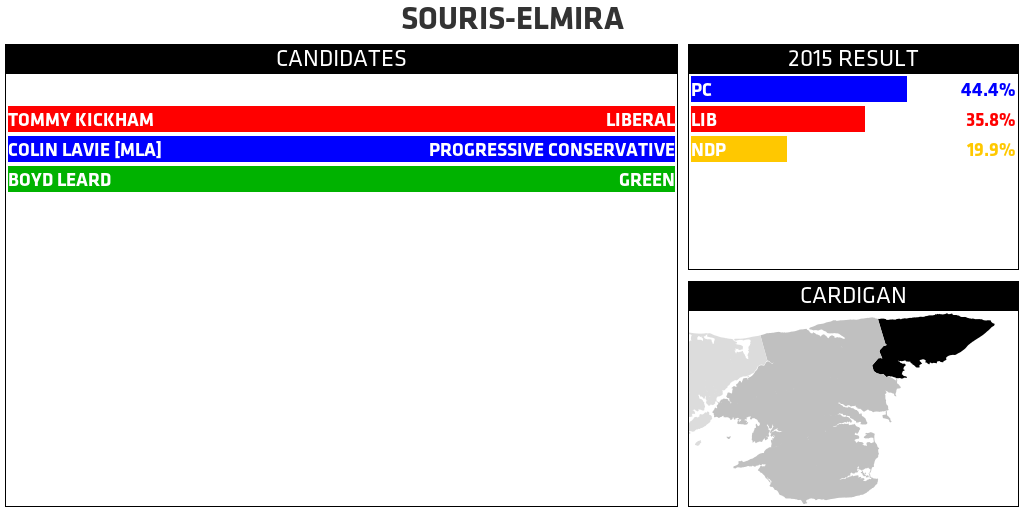 SOURIS-ELMIRA
CANDIDATES
TOMMY KICKHAM LIBERAL
COLIN LAVIE [MLA] PROGRESSIVE CONSERVATIVE
BOYD LEARD GREEN
2015 RESULT
PC 44.4%
LIB 35.8%
NDP 19.9%
CARDIGAN